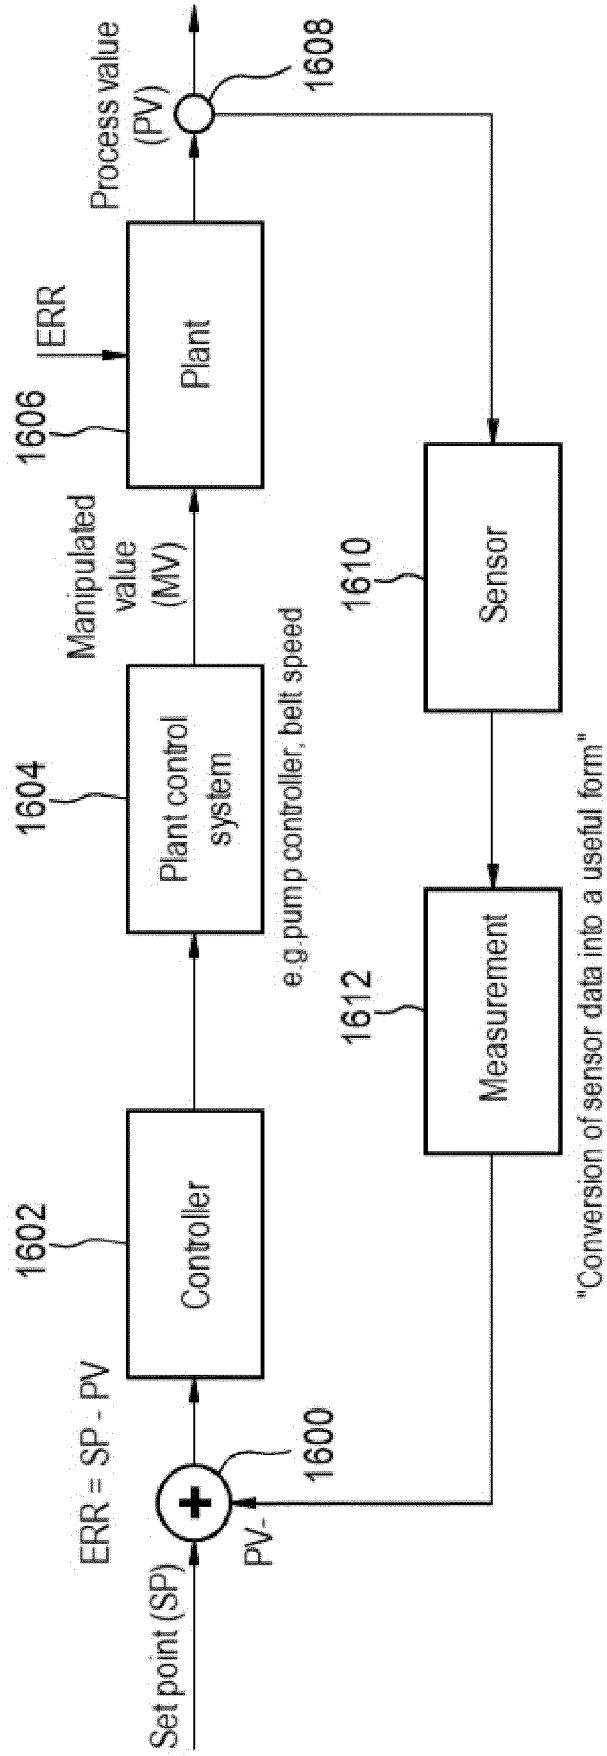 Set point (SP)
ERR = SP - PV
+
PV-
1600
1602
Controller
1604
Plant control
system
e.g.pump controller, belt speed
Manipulated
value
(MV)
1606
ERR
Plant
Process value
(PV)
1608
1610
Sensor
1612
Measurement
"Conversion of sensor data into a useful form"